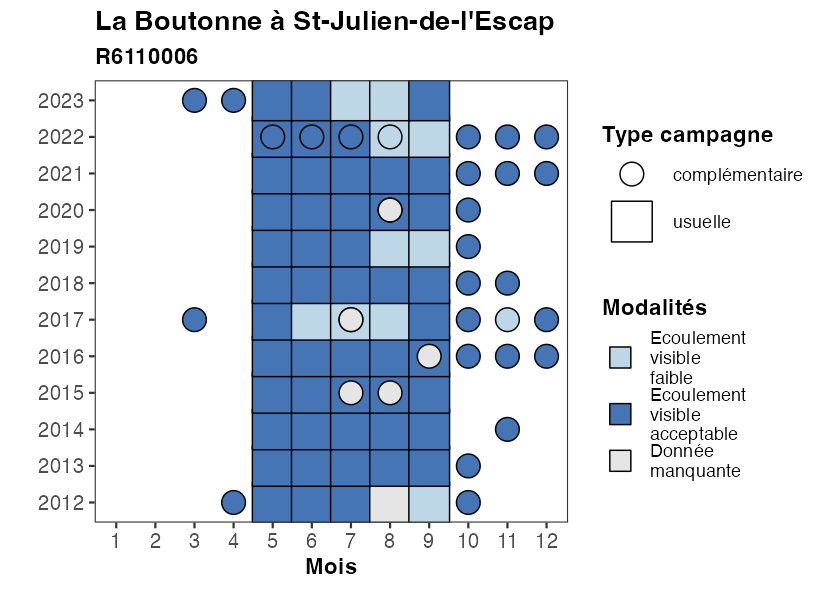 La Boutonne à St-Julien-de-l'Escap
R6110006
2023
2022
2021
2020
2019
2018
2017
2016
2015
2014
2013
2012
1 2 3 4 5 6 7 8 9 10 11 12
Mois
Type campagne
complémentaire
usuelle
Modalités
Ecoulement
visible
faible
Ecoulement
visible
acceptable
Donnée
manquante